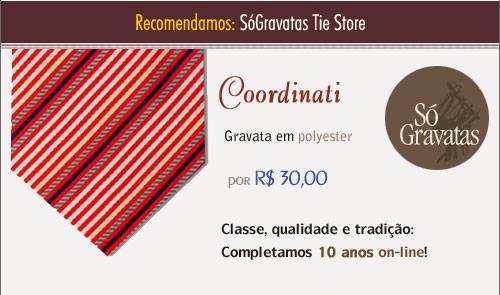 Recomendamos: SóGravatas Tie Store
Coordinati
Gravata em polyester
por R$ 30,00
Só
Gravatas
Classe, qualidade e tradição:
Completamos 10 anos on-line!